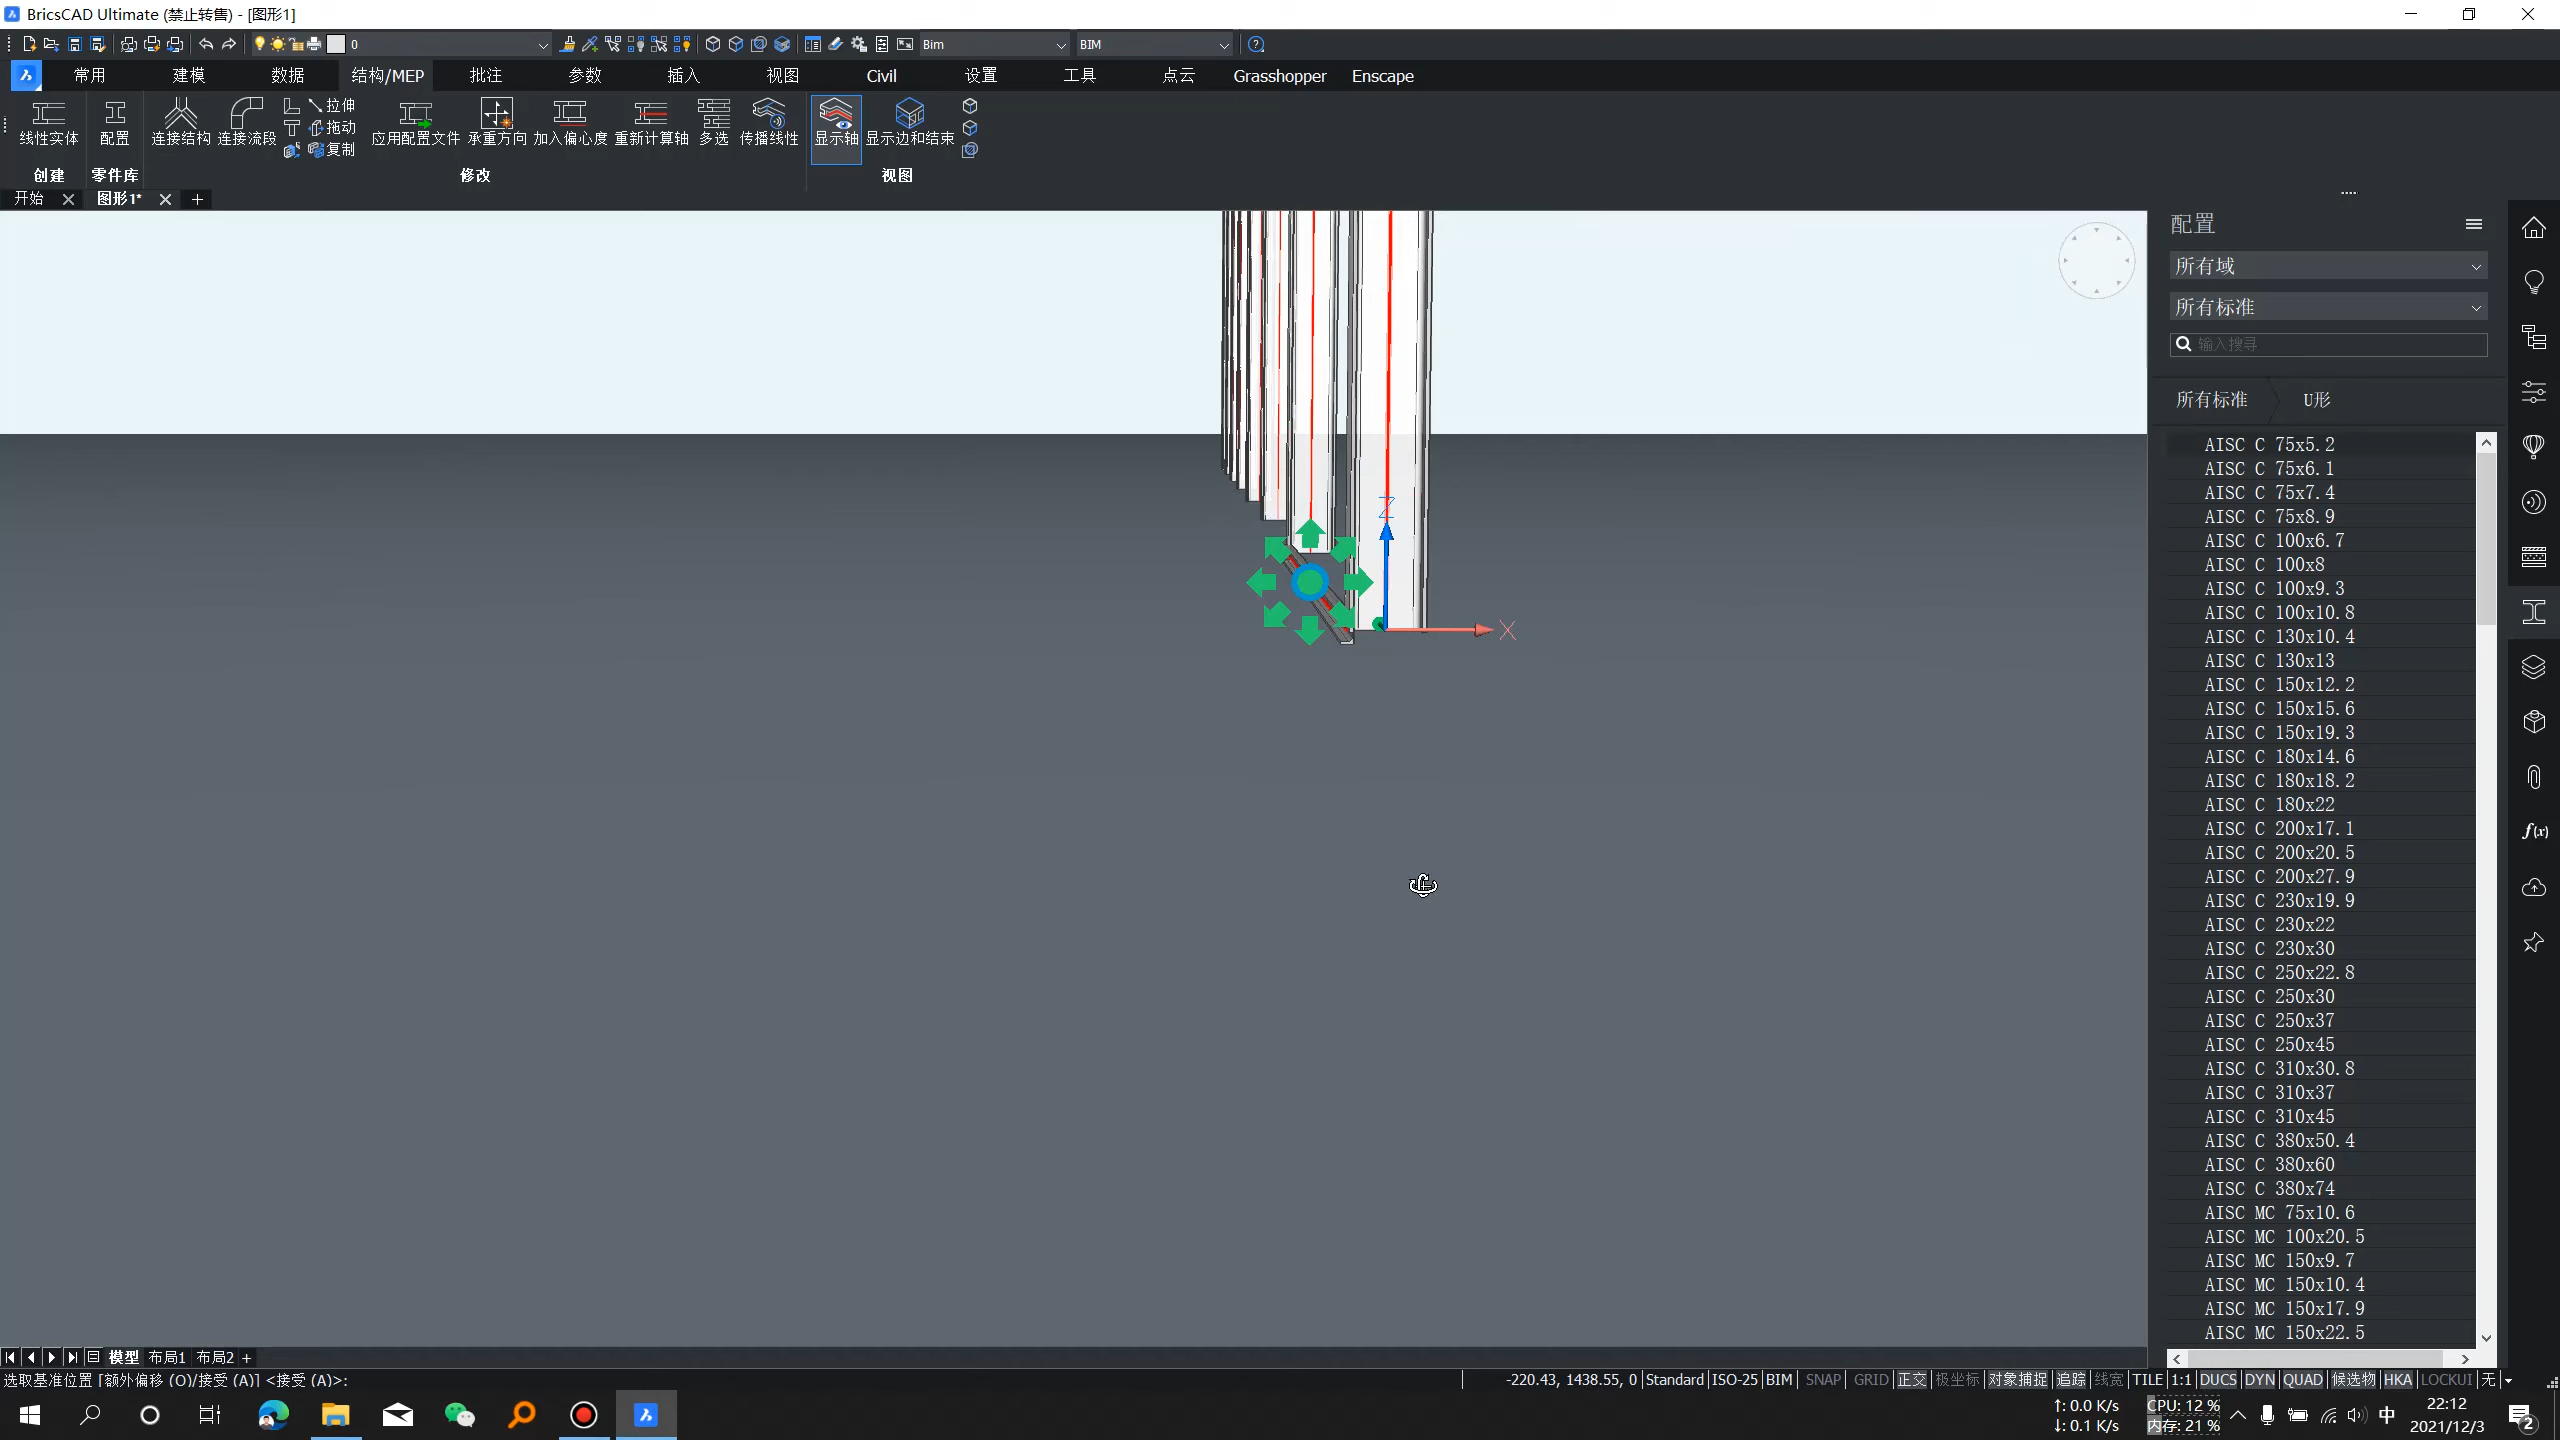 BricsCAD Ultimate (禁止转售) - [图形1]
0
Bim
BIM
常用 建模 数据 结构/MEP 批注 参数 插入 视图 Civil 设置 工具 点云 Grasshopper Enscape
线性实体 配置 连接结构 连接流段 拉伸 拖动 复制 应用配置文件 承重方向 加入偏心度 重新计算轴 多选 传播线性 显示轴 显示边和结束
创建 零件库 修改 视图
开始 图形1*
Z
X
配置
所有域
所有标准
输入搜寻
所有标准 U形
AISC C 75x5.2
AISC C 75x6.1
AISC C 75x7.4
AISC C 75x8.9
AISC C 100x6.7
AISC C 100x8
AISC C 100x9.3
AISC C 100x10.8
AISC C 130x10.4
AISC C 130x13
AISC C 150x12.2
AISC C 150x15.6
AISC C 150x19.3
AISC C 180x14.6
AISC C 180x18.2
AISC C 180x22
AISC C 200x17.1
AISC C 200x20.5
AISC C 200x27.9
AISC C 230x19.9
AISC C 230x22
AISC C 230x30
AISC C 250x22.8
AISC C 250x30
AISC C 250x37
AISC C 250x45
AISC C 310x30.8
AISC C 310x37
AISC C 310x45
AISC C 380x50.4
AISC C 380x60
AISC C 380x74
AISC MC 75x10.6
AISC MC 100x20.5
AISC MC 150x9.7
AISC MC 150x10.4
AISC MC 150x17.9
AISC MC 150x22.5
f(x)
模型 布局1 布局2 +
选取基准位置 [额外偏移 (O)/接受 (A)] <接受 (A)>:
-220.43, 1438.55, 0 Standard ISO-25 BIM SNAP GRID 正交 极坐标 对象捕捉 追踪 线宽 TILE 1:1 DUCS DYN QUAD 候选物 HKA LOCKUI 无
↑: 0.0 K/s
↓: 0.1 K/s
CPU: 12 %
内存: 21 %
中
22:12
2021/12/3
2